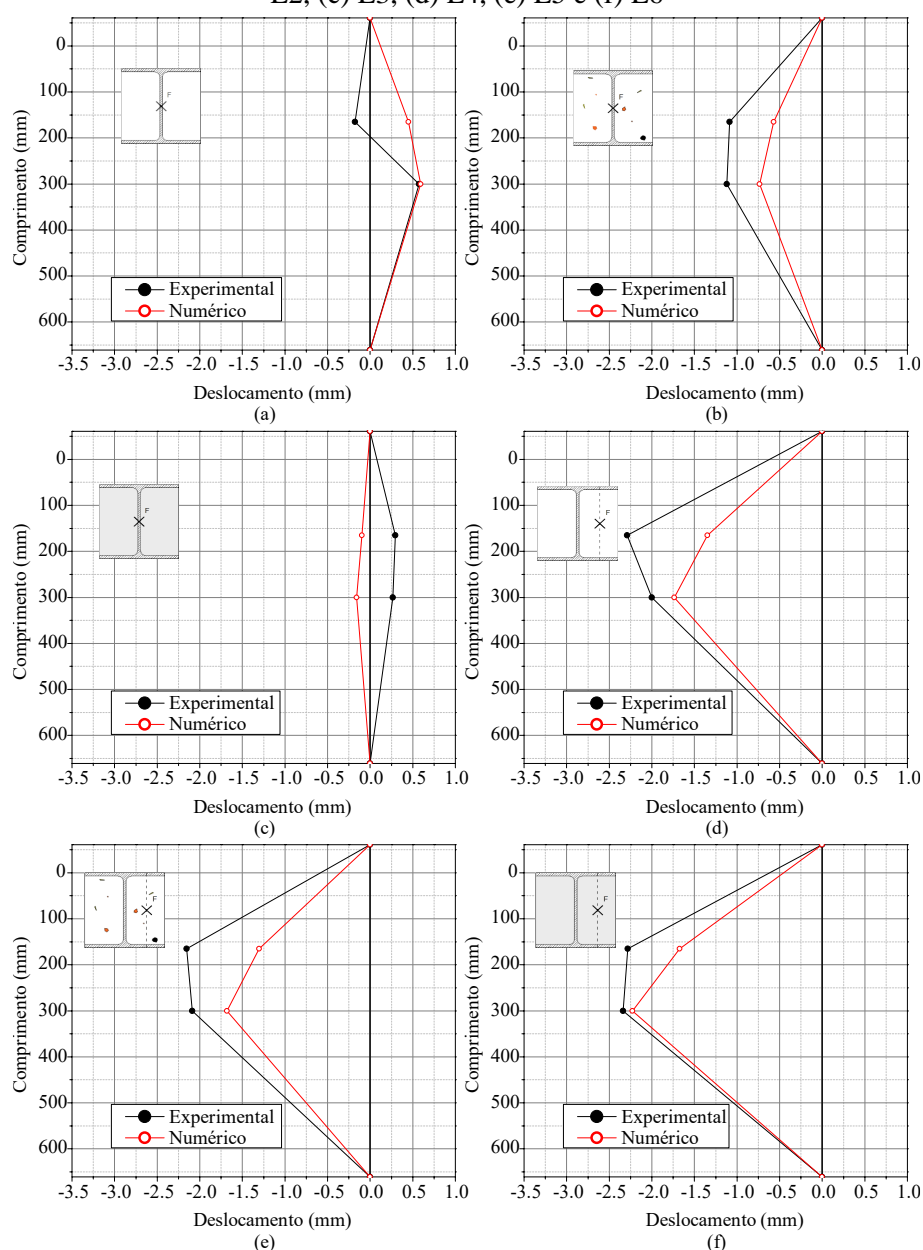 E2, (c) E3, (d) E4, (e) E5 e (f) E6
0
100
200
300
400
500
600
Comprimento (mm)
F
Experimental
Numérico
-3.5 -3.0 -2.5 -2.0 -1.5 -1.0 -0.5 0.0 0.5 1.0
Deslocamento (mm)
(a)
0
100
200
300
400
500
600
Comprimento (mm)
F
Experimental
Numérico
-3.5 -3.0 -2.5 -2.0 -1.5 -1.0 -0.5 0.0 0.5 1.0
Deslocamento (mm)
(b)
0
100
200
300
400
500
600
Comprimento (mm)
F
Experimental
Numérico
-3.5 -3.0 -2.5 -2.0 -1.5 -1.0 -0.5 0.0 0.5 1.0
Deslocamento (mm)
(c)
0
100
200
300
400
500
600
Comprimento (mm)
F
Experimental
Numérico
-3.5 -3.0 -2.5 -2.0 -1.5 -1.0 -0.5 0.0 0.5 1.0
Deslocamento (mm)
(d)
0
100
200
300
400
500
600
Comprimento (mm)
F
Experimental
Numérico
-3.5 -3.0 -2.5 -2.0 -1.5 -1.0 -0.5 0.0 0.5 1.0
Deslocamento (mm)
(e)
0
100
200
300
400
500
600
Comprimento (mm)
F
Experimental
Numérico
-3.5 -3.0 -2.5 -2.0 -1.5 -1.0 -0.5 0.0 0.5 1.0
Deslocamento (mm)
(f)